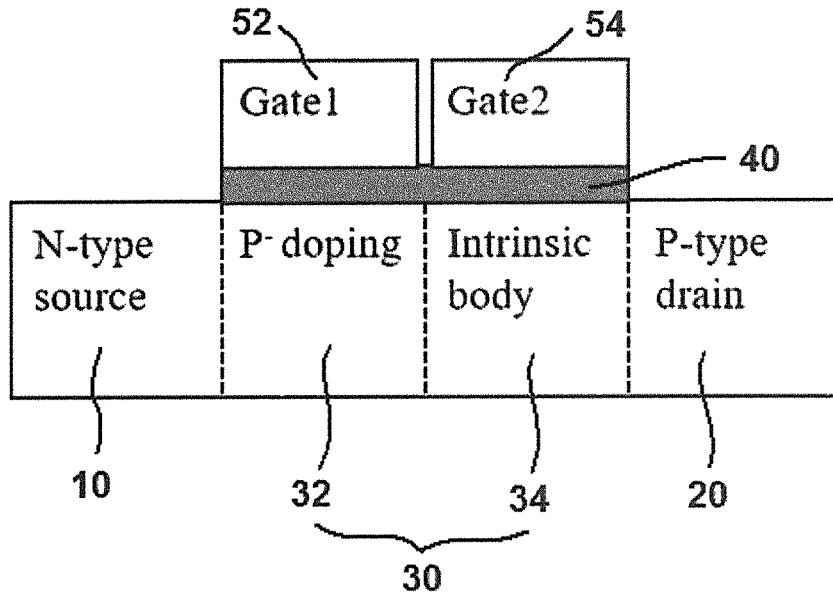 52
54
Gate1
Gate2
40
N-type
source
P⁻ doping
Intrinsic
body
P-type
drain
10
32
34
20
30